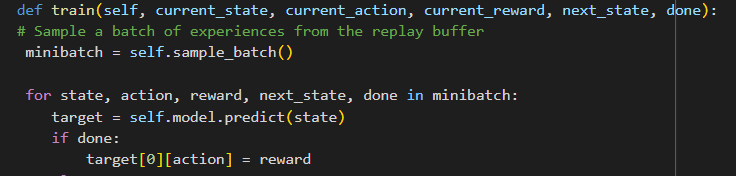 def train(self, current_state, current_action, current_reward, next_state, done):
# Sample a batch of experiences from the replay buffer
minibatch = self.sample_batch()
for state, action, reward, next_state, done in minibatch:
target = self.model.predict(state)
if done:
target[0][action] = reward